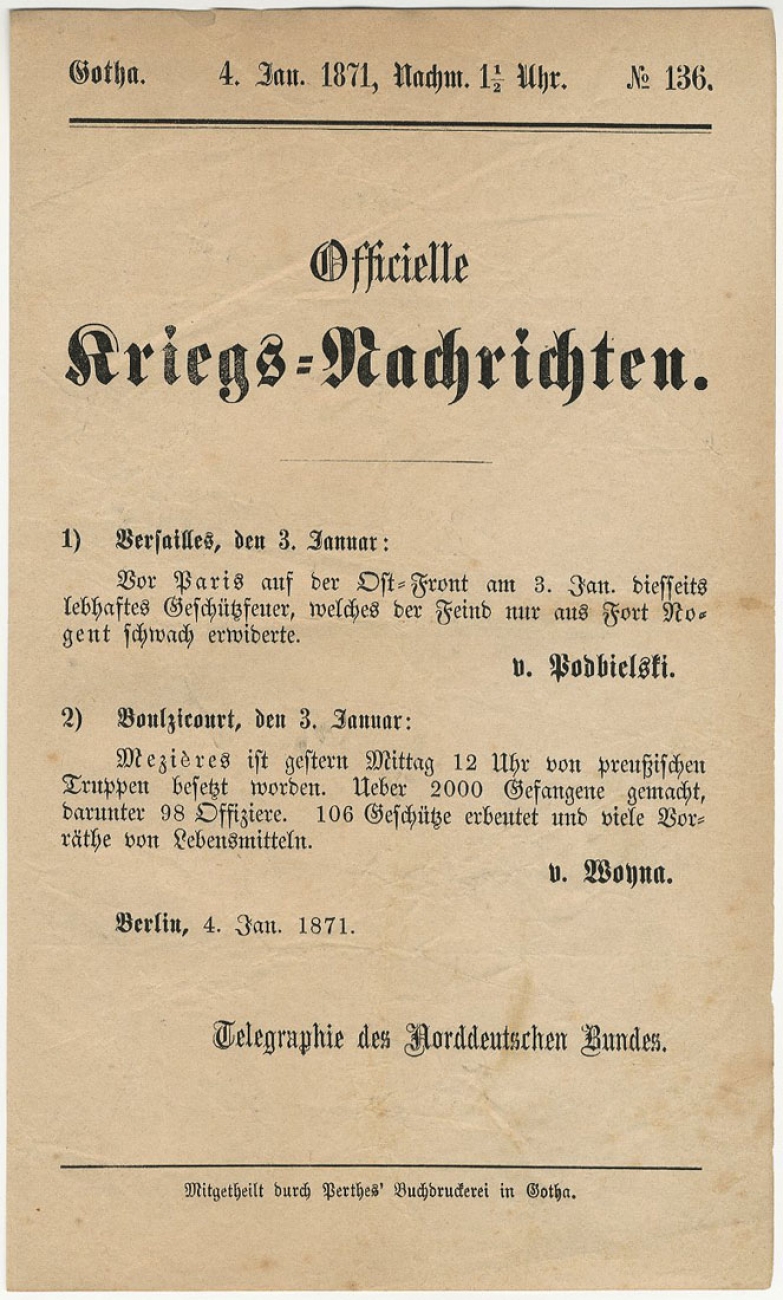 Gotha. 4. Jan. 1871, Nachm. 1½ Uhr. № 136.
Officielle
Kriegs-Nachrichten.
1) Versailles, den 3. Januar:
Vor Paris auf der Ost-Front am 3. Jan. diesseits
lebhaftes Geschützfeuer, welches der Feind nur aus Fort No-
gent schwach erwiderte.
v. Podbielski.
2) Boulzicourt, den 3. Januar:
Mezières ist gestern Mittag 12 Uhr von preußischen
Truppen besetzt worden. Ueber 2000 Gefangene gemacht,
darunter 98 Offiziere. 106 Geschütze erbeutet und viele Vor-
räthe von Lebensmitteln.
v. Woyna.
Berlin, 4. Jan. 1871.
Telegraphie des Norddeutschen Bundes.
Mitgetheilt durch Perthes' Buchdruckerei in Gotha.